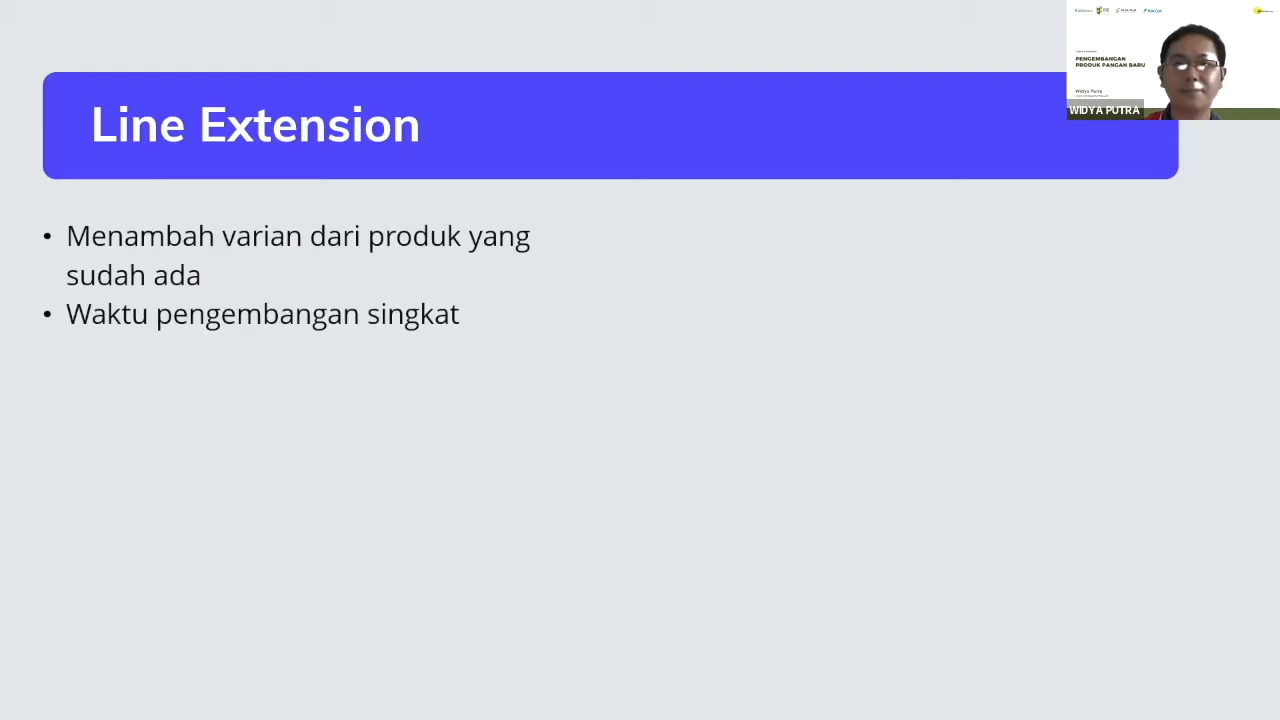 Line Extension
• Menambah varian dari produk yang
sudah ada
• Waktu pengembangan singkat
PENGEMBANGAN
PRODUK PANGAN BARU
Widya Putra
WIDYA PUTRA